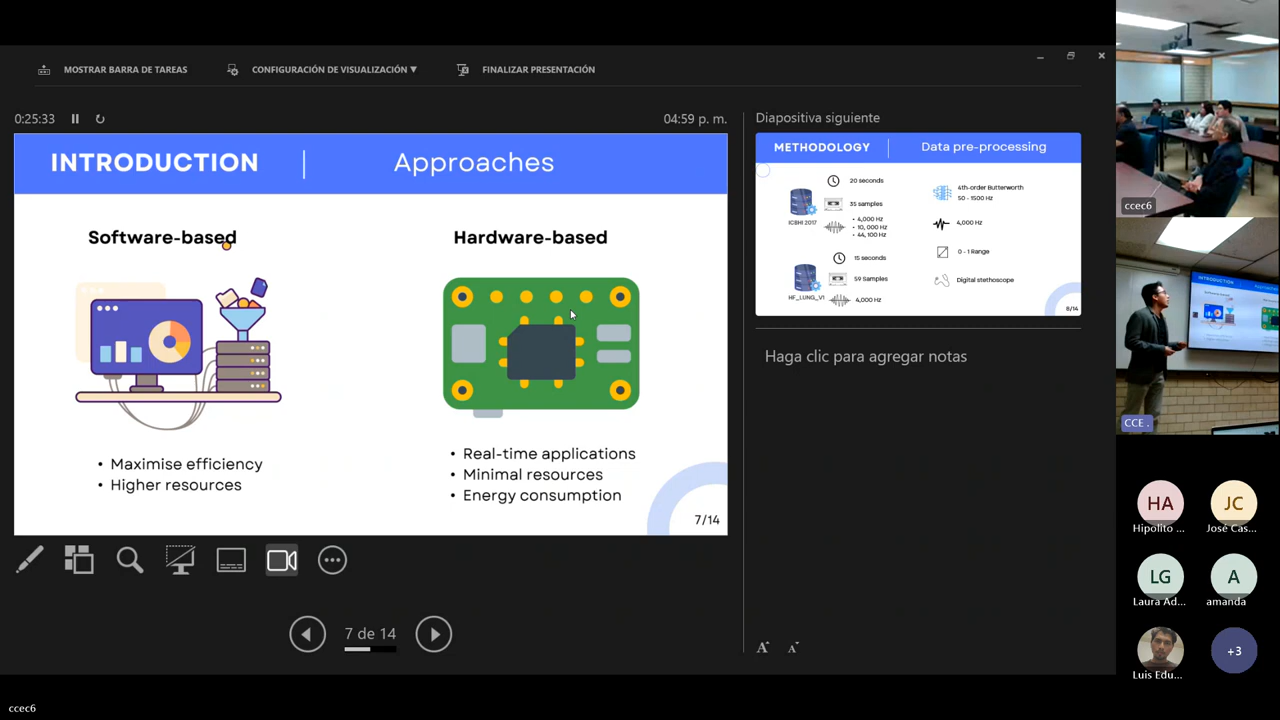 MOSTRAR BARRA DE TAREAS
CONFIGURACIÓN DE VISUALIZACIÓN ▼
FINALIZAR PRESENTACIÓN
0:25:33
04:59 p. m.
INTRODUCTION
Approaches
Software-based
Maximise efficiency
Higher resources
Hardware-based
Real-time applications
Minimal resources
Energy consumption
7/14
7 de 14
Diapositiva siguiente
METHODOLOGY
Data pre-processing
ICBHI 2017
20 seconds
35 samples
• 4,000 Hz
• 10, 000 Hz
• 44, 100 Hz
HF_LUNG_V1
15 seconds
59 Samples
4,000 Hz
4th-order Butterworth
50 - 1500 Hz
4,000 Hz
0 - 1 Range
Digital stethoscope
8/14
Haga clic para agregar notas
A
A
ccec6
INTRODUCTION
CCE .
HA
Hipolito ...
JC
José Cas...
LG
Laura Ad...
A
amanda
Luis Edu...
+3
ccec6